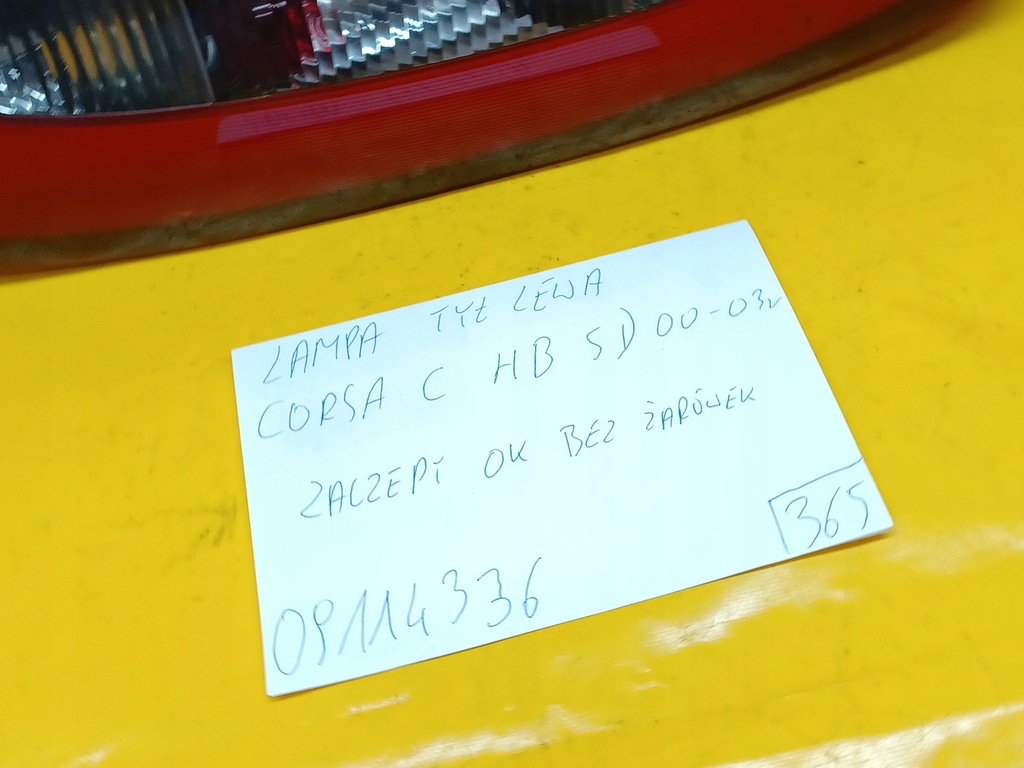 LAMPA TYŁ LEWA
CORSA C HB 5D 00-03r
ZACZEPY OK BEZ ŻARÓWEK
365
09114336